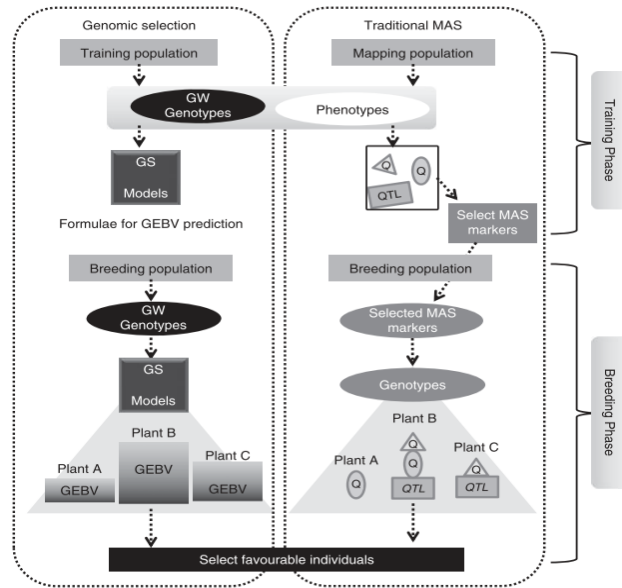 Genomic selection
Traditional MAS
Training population
Mapping population
GW
Genotypes
Phenotypes
GS
Models
Q
Q
QTL
Formulae for GEBV prediction
Select MAS
markers
Training Phase
Breeding population
Breeding population
GW
Genotypes
Selected MAS
markers
GS
Models
Genotypes
Plant A
GEBV
Plant B
GEBV
Plant C
GEBV
Plant A
Q
Plant B
Q
Q
QTL
Plant C
Q
QTL
Breeding Phase
Select favourable individuals